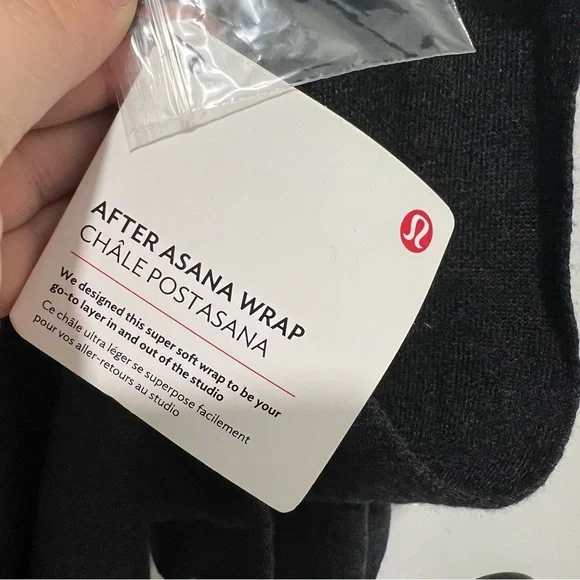 AFTER ASANA WRAP
CHÂLE POSTASANA
We designed this super soft wrap to be your
go-to layer in and out of the studio
Ce châle ultra léger se superpose facilement
pour vos aller-retours au studio